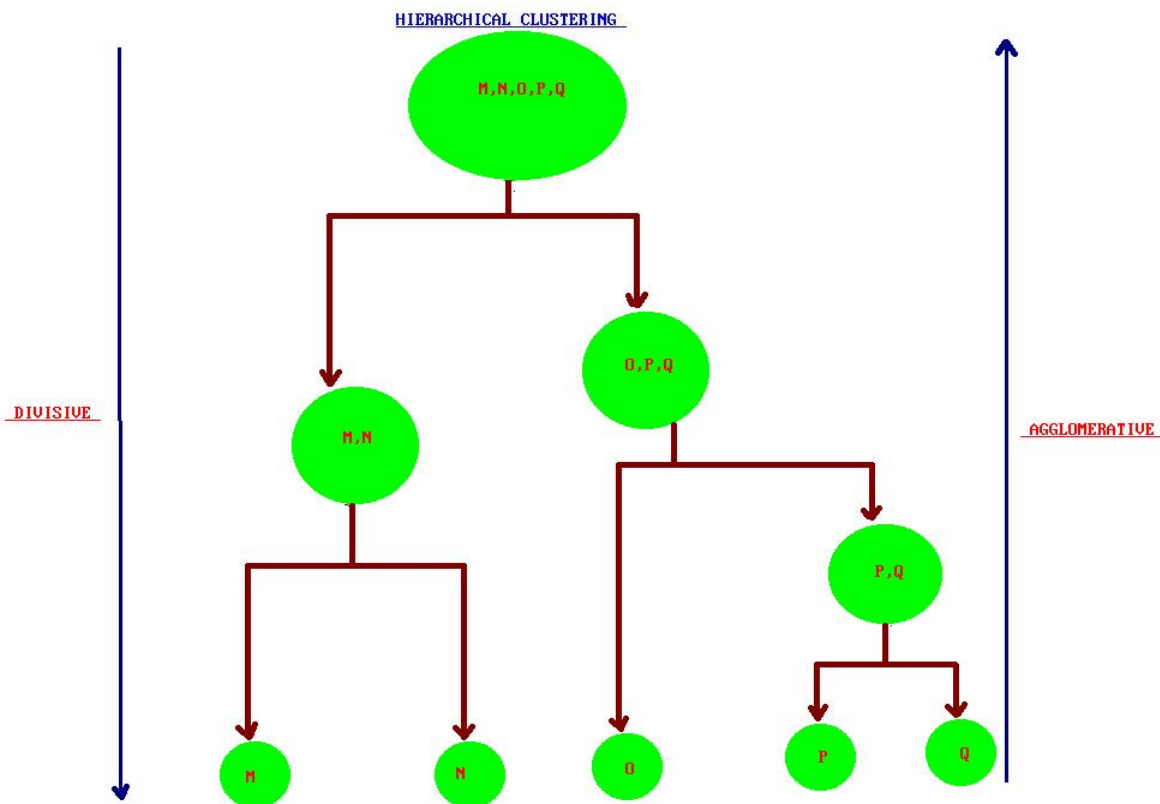 HIERARCHICAL CLUSTERING
M,N,O,P,Q
O,P,Q
DIVISIVE
M,N
AGGLOMERATIVE
P,Q
M
N
O
P
Q